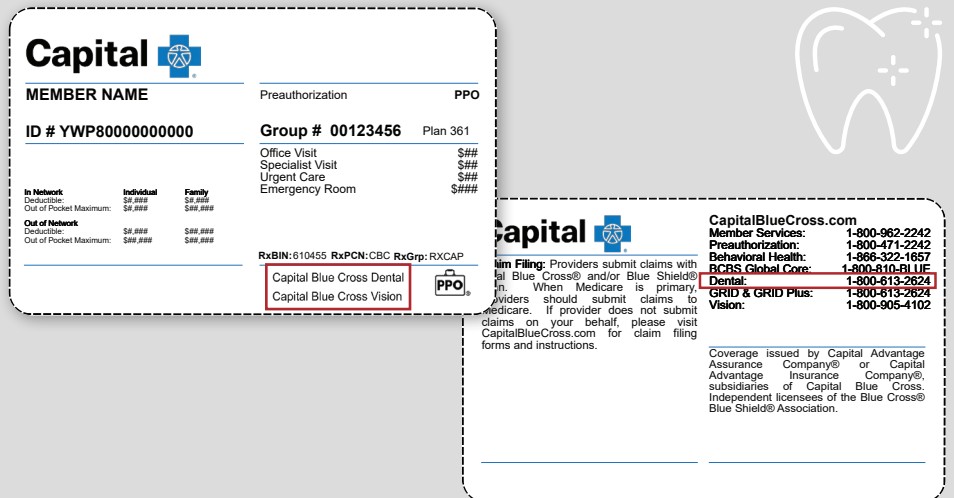 Capital
MEMBER NAME
Preauthorization PPO
ID # YWP80000000000
Group # 00123456 Plan 361
Office Visit $##
Specialist Visit $##
Urgent Care $##
Emergency Room $###
In Network Individual Family
Deductible: $#,### $#,###
Out of Pocket Maximum: $#,### $##,###
Out of Network
Deductible: $#,### $##,###
Out of Pocket Maximum: $##,### $##,###
RxBIN: 610455 RxPCN: CBC RxGrp: RXCAP
Capital Blue Cross Dental
Capital Blue Cross Vision
PPO®
apital
im Filing: Providers submit claims with
al Blue Cross® and/or Blue Shield®
n. When Medicare is primary,
oviders should submit claims to
edicare. If provider does not submit
claims on your behalf, please visit
CapitalBlueCross.com for claim filing
forms and instructions.
CapitalBlueCross.com
Member Services: 1-800-962-2242
Preauthorization: 1-800-471-2242
Behavioral Health: 1-866-322-1657
BCBS Global Core: 1-800-810-BLUE
Dental: 1-800-613-2624
GRID & GRID Plus: 1-800-613-2624
Vision: 1-800-905-4102
Coverage issued by Capital Advantage
Assurance Company® or Capital
Advantage Insurance Company®,
subsidiaries of Capital Blue Cross.
Independent licensees of the Blue Cross®
Blue Shield® Association.